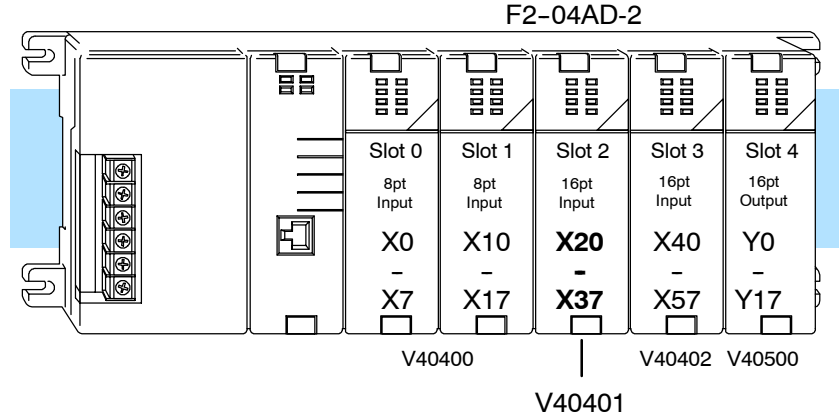 F2-04AD-2
Slot 0 Slot 1 Slot 2 Slot 3 Slot 4
8pt 8pt 16pt 16pt 16pt
Input Input Input Input Output
X0 X10 X20 X40 Y0
- - - - -
X7 X17 X37 X57 Y17
V40400 V40402 V40500
V40401